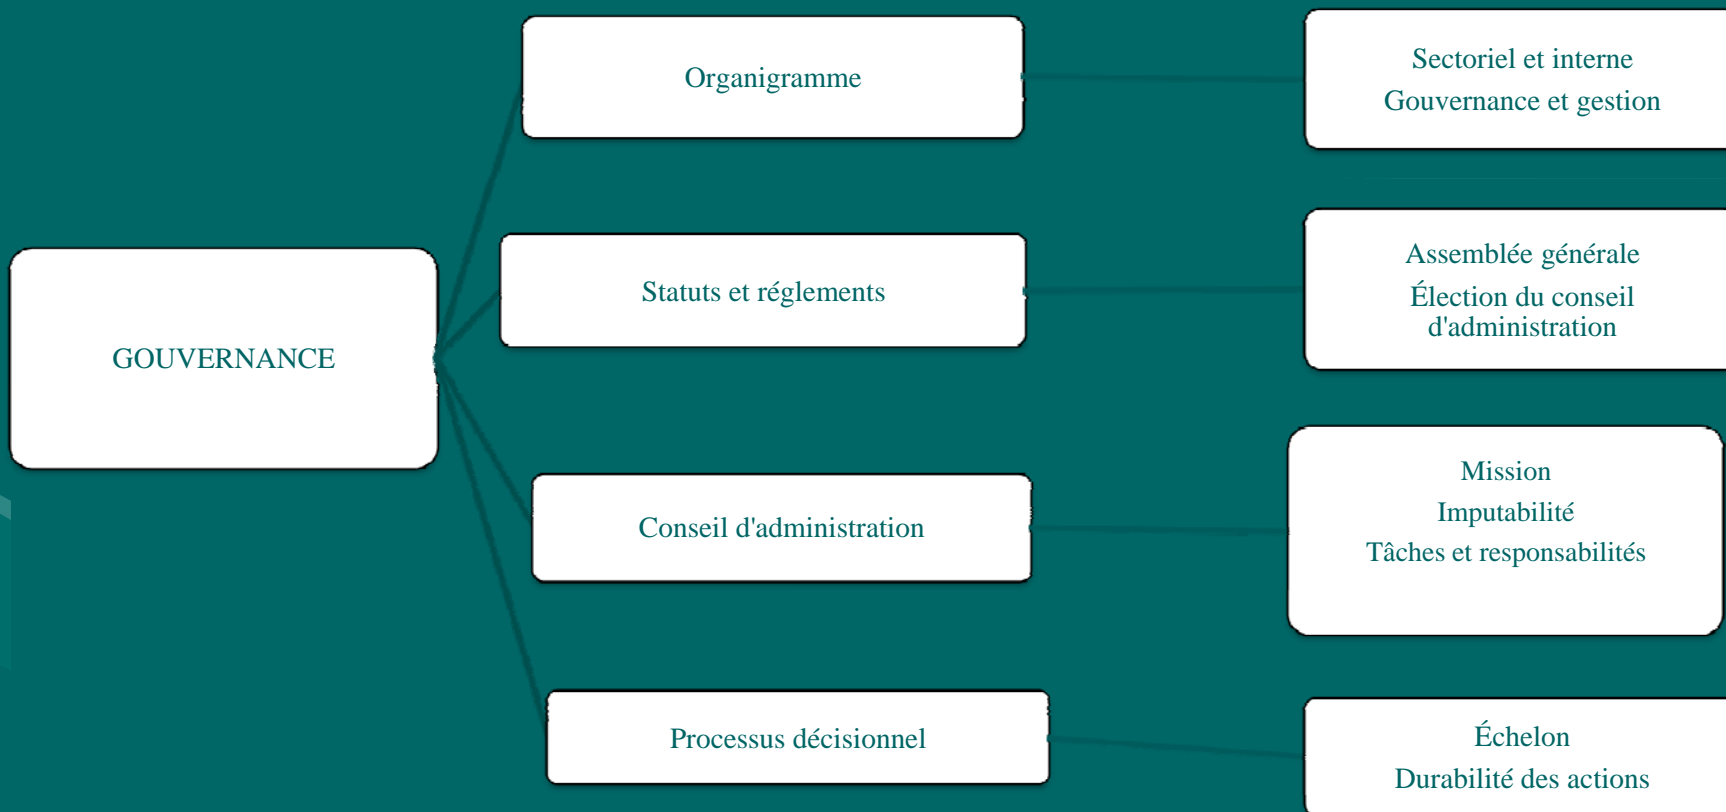 GOUVERNANCE
Organigramme
Sectoriel et interne
Gouvernance et gestion
Statuts et réglements
Assemblée générale
Élection du conseil
d'administration
Conseil d'administration
Mission
Imputabilité
Tâches et responsabilités
Processus décisionnel
Échelon
Durabilité des actions